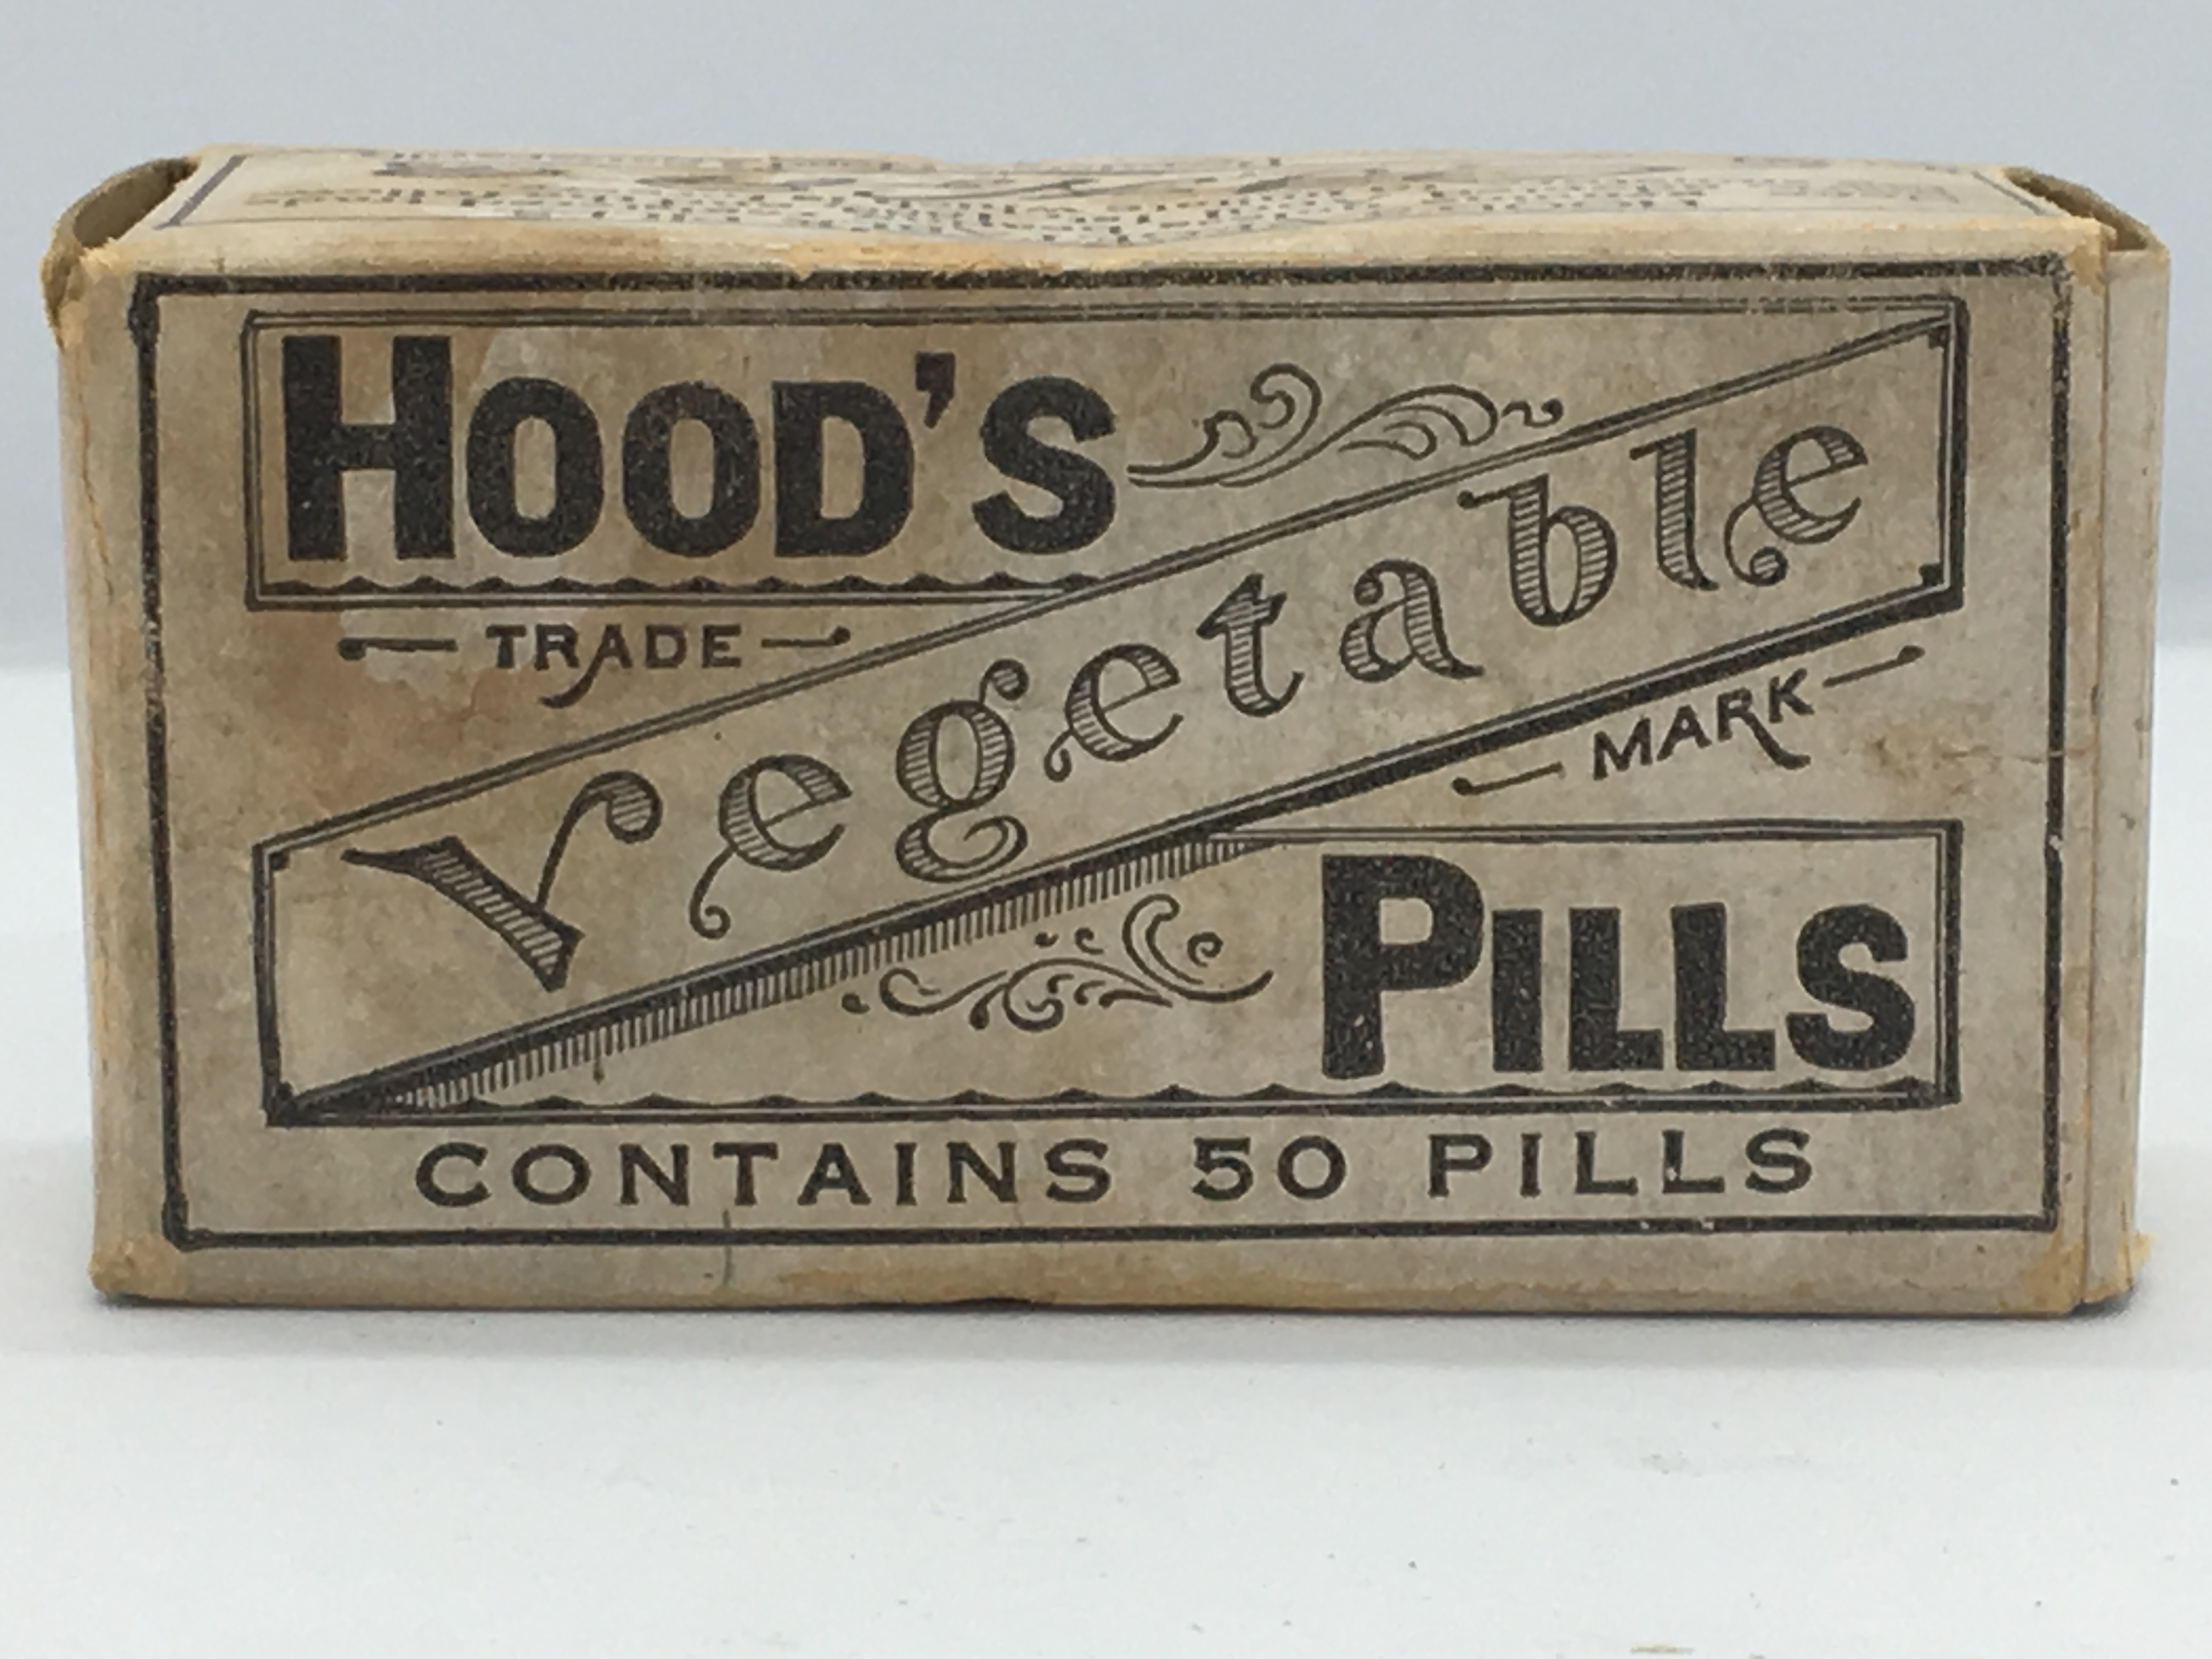 HOOD'S
TRADE
Vegetable
MARK
PILLS
CONTAINS 50 PILLS